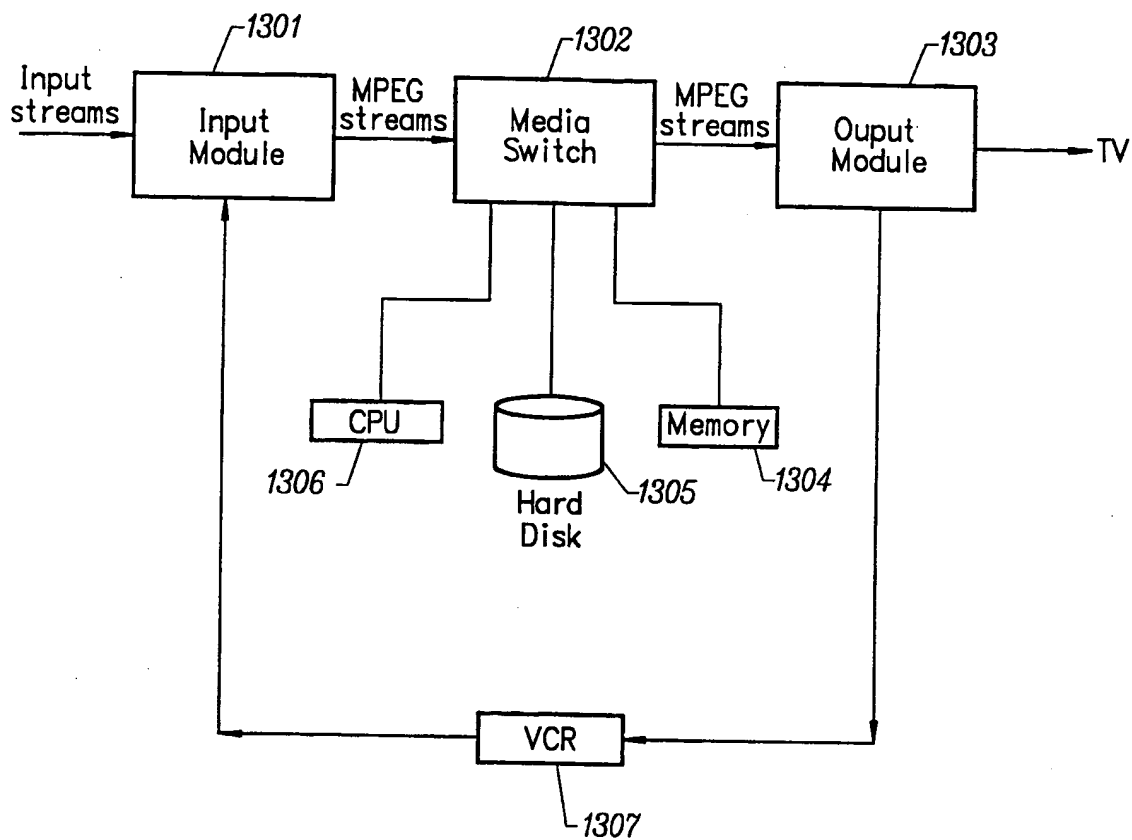 1301
1302
1303
Input
streams
Input
Module
MPEG
streams
Media
Switch
MPEG
streams
Ouput
Module
TV
CPU
1306
Hard
Disk
1305
Memory
1304
VCR
1307